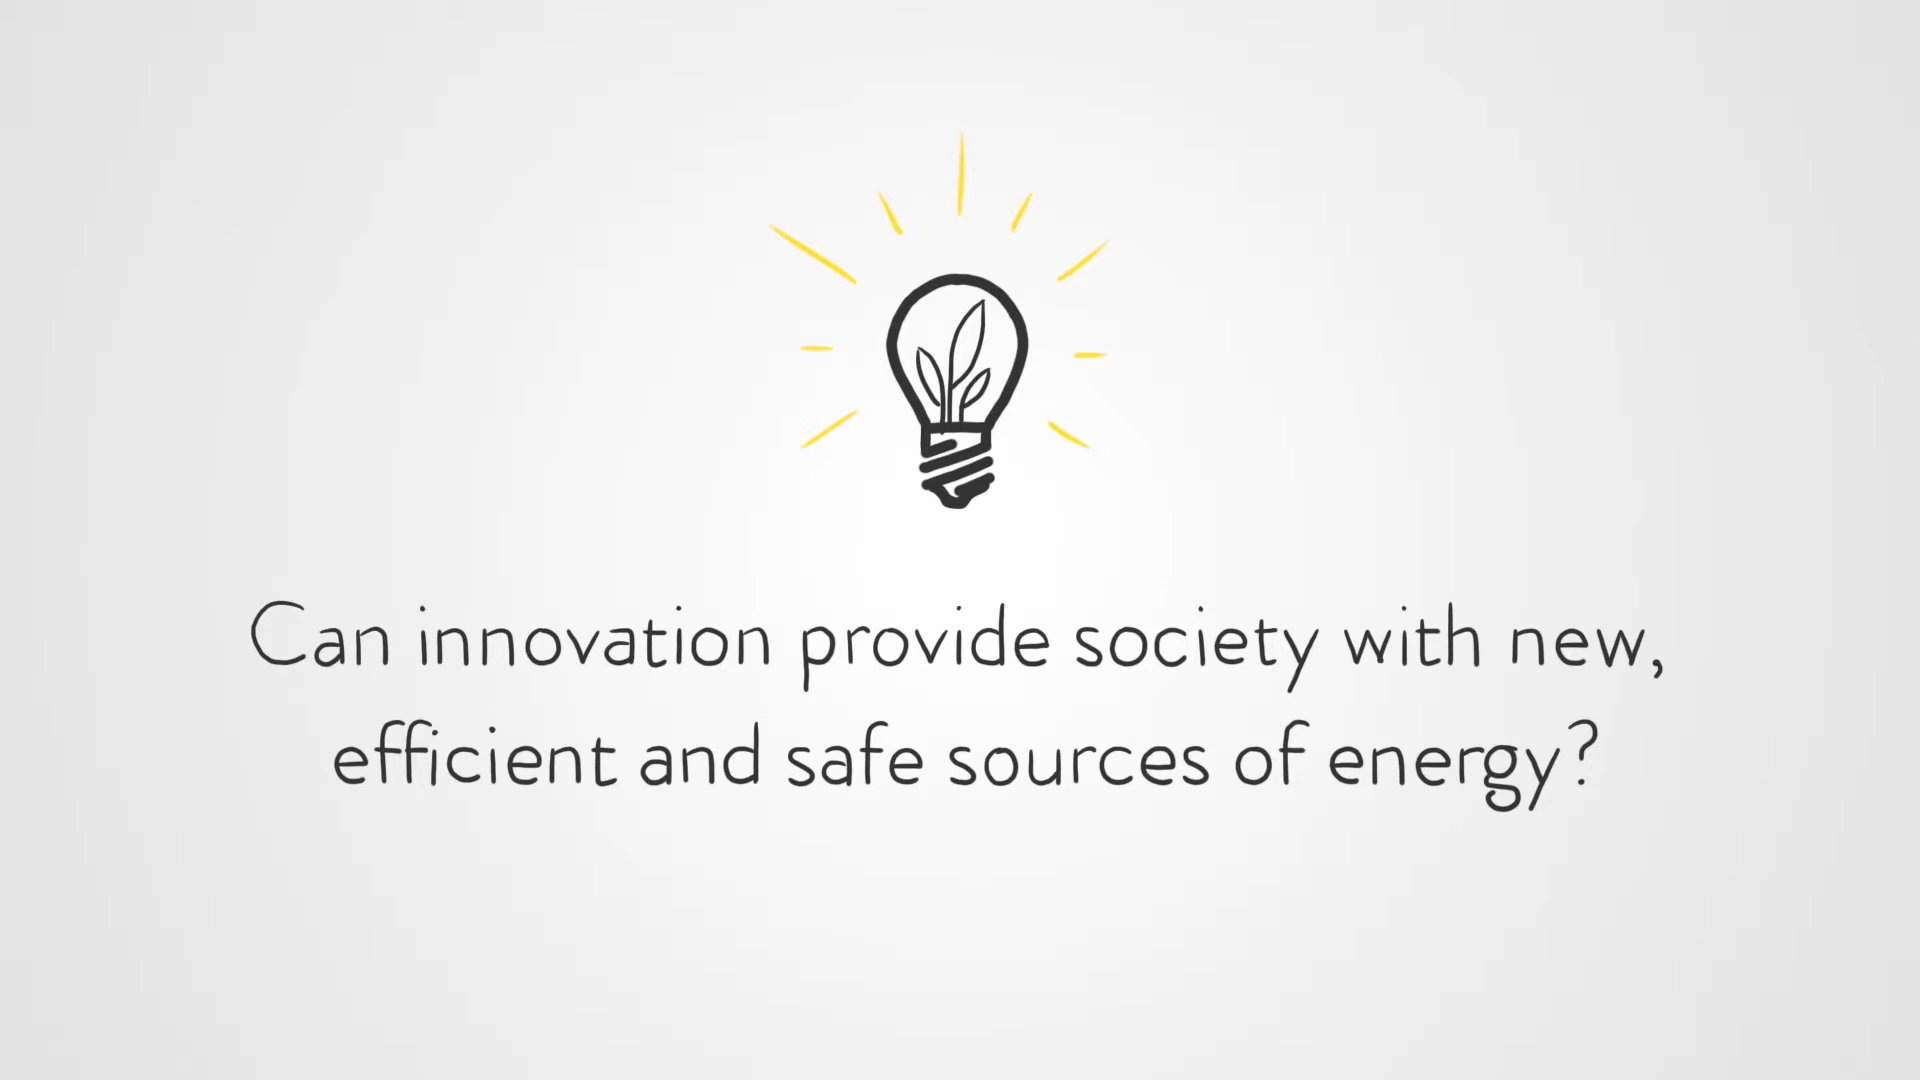 Can innovation provide society with new,
efficient and safe sources of energy?